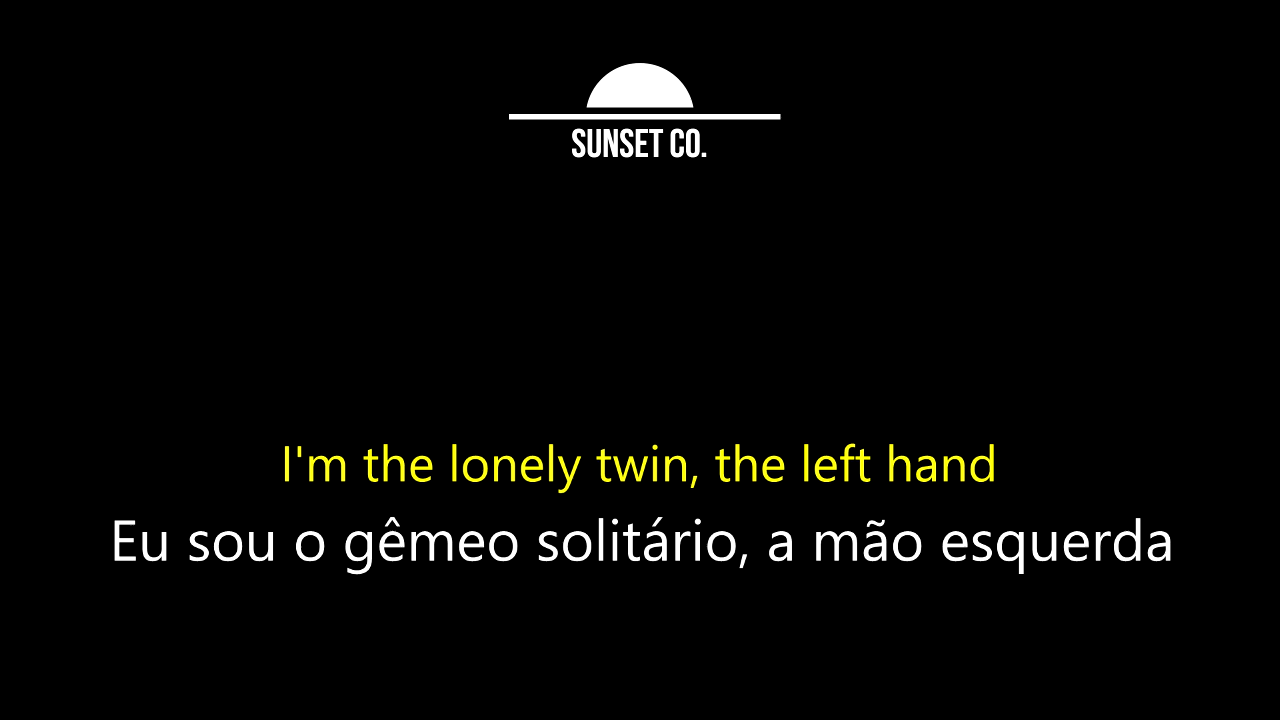 SUNSET CO.
I'm the lonely twin, the left hand
Eu sou o gêmeo solitário, a mão esquerda